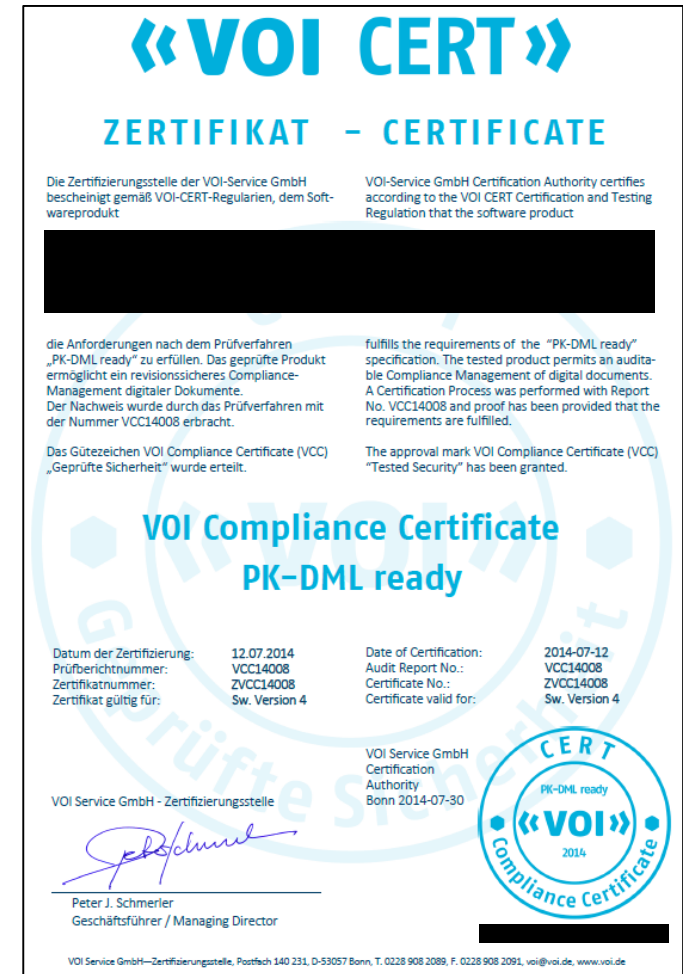 «VOI CERT»
ZERTIFIKAT - CERTIFICATE
Die Zertifizierungsstelle der VOI-Service GmbH
bescheinigt gemäß VOI-CERT-Regularien, dem Soft-
wareprodukt
VOI-Service GmbH Certification Authority certifies
according to the VOI CERT Certification and Testing
Regulation that the software product
die Anforderungen nach dem Prüfverfahren
„PK-DML ready“ zu erfüllen. Das geprüfte Produkt
ermöglicht ein revisionssicheres Compliance-
Management digitaler Dokumente.
Der Nachweis wurde durch das Prüfverfahren mit
der Nummer VCC14008 erbracht.
Das Gütezeichen VOI Compliance Certificate (VCC)
„Geprüfte Sicherheit“ wurde erteilt.
fulfills the requirements of the “PK-DML ready”
specification. The tested product permits an audita-
ble Compliance Management of digital documents.
A Certification Process was performed with Report
No. VCC14008 and proof has been provided that the
requirements are fulfilled.
The approval mark VOI Compliance Certificate (VCC)
“Tested Security” has been granted.
«VOI»
Geprüfte Sicherheit
VOI Compliance Certificate
PK-DML ready
Datum der Zertifizierung: 12.07.2014
Prüfberichtnummer: VCC14008
Zertifikatnummer: ZVCC14008
Zertifikat gültig für: Sw. Version 4
Date of Certification: 2014-07-12
Audit Report No.: VCC14008
Certificate No.: ZVCC14008
Certificate valid for: Sw. Version 4
VOI Service GmbH
Certification
Authority
Bonn 2014-07-30
VOI Service GmbH - Zertifizierungsstelle
Peter J. Schmerler
Geschäftsführer / Managing Director
CERT
PK-DML ready
«VOI»
2014
Compliance Certificate
VOI Service GmbH—Zertifizierungsstelle, Postfach 140 231, D-53057 Bonn, T. 0228 908 2089, F. 0228 908 2091, voi@voi.de, www.voi.de